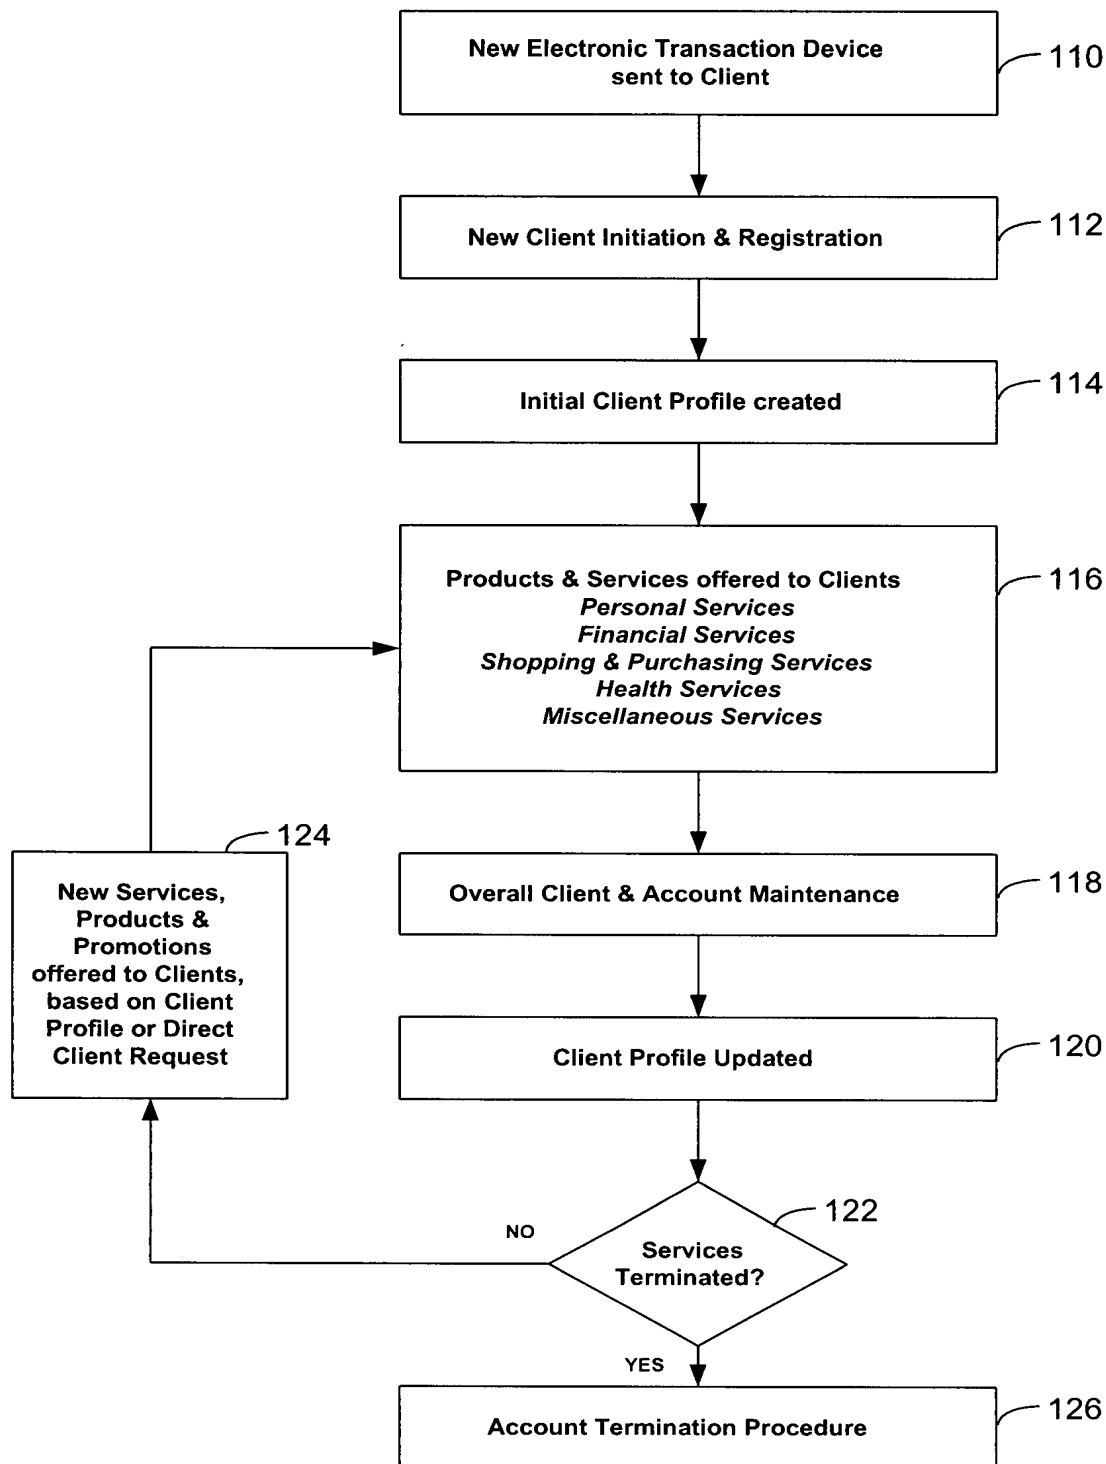 New Electronic Transaction Device
sent to Client
110
New Client Initiation & Registration
112
Initial Client Profile created
114
Products & Services offered to Clients
Personal Services
Financial Services
Shopping & Purchasing Services
Health Services
Miscellaneous Services
116
124
New Services,
Products &
Promotions
offered to Clients,
based on Client
Profile or Direct
Client Request
Overall Client & Account Maintenance
118
Client Profile Updated
120
122
NO
Services
Terminated?
YES
Account Termination Procedure
126